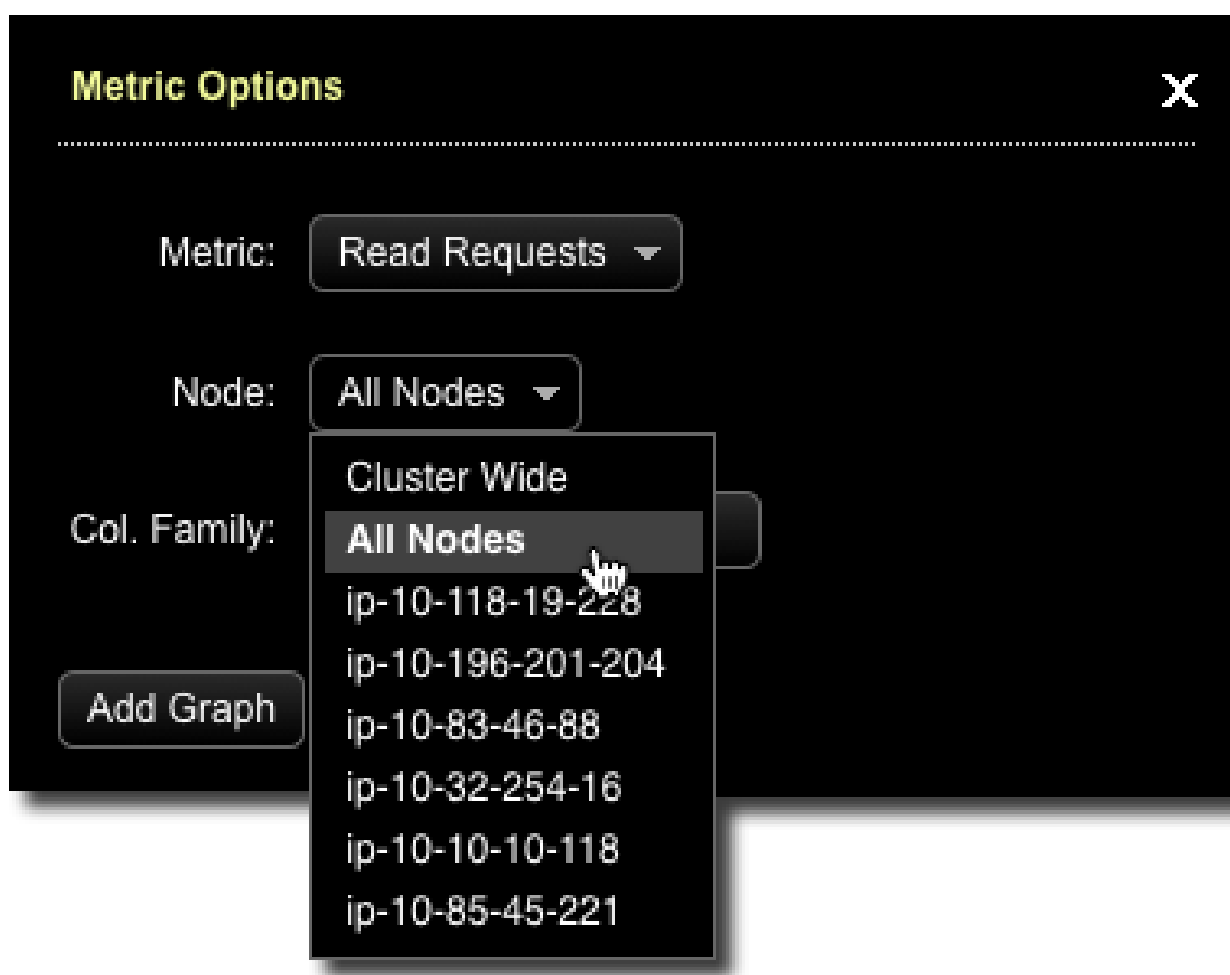 Metric Options X
Metric: Read Requests
Node: All Nodes
Cluster Wide
Col. Family:
All Nodes
ip-10-118-19-228
ip-10-196-201-204
Add Graph
ip-10-83-46-88
ip-10-32-254-16
ip-10-10-10-118
ip-10-85-45-221